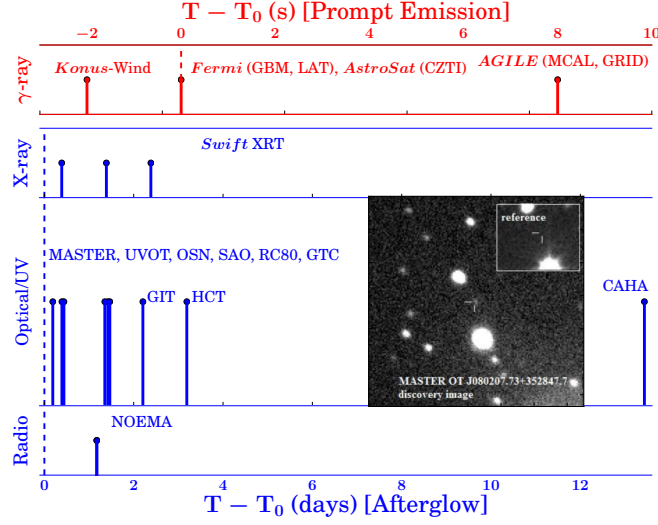 T − T₀ (s) [Prompt Emission]
−2 0 2 4 6 8 10
γ-ray
Konus-Wind
Fermi (GBM, LAT), AstroSat (CZTI)
AGILE (MCAL, GRID)
X-ray
Swift XRT
Optical/UV
MASTER, UVOT, OSN, SAO, RC80, GTC
GIT
HCT
CAHA
reference
MASTER OT J080207.73+352847.7
discovery image
Radio
NOEMA
0 2 4 6 8 10 12
T − T₀ (days) [Afterglow]